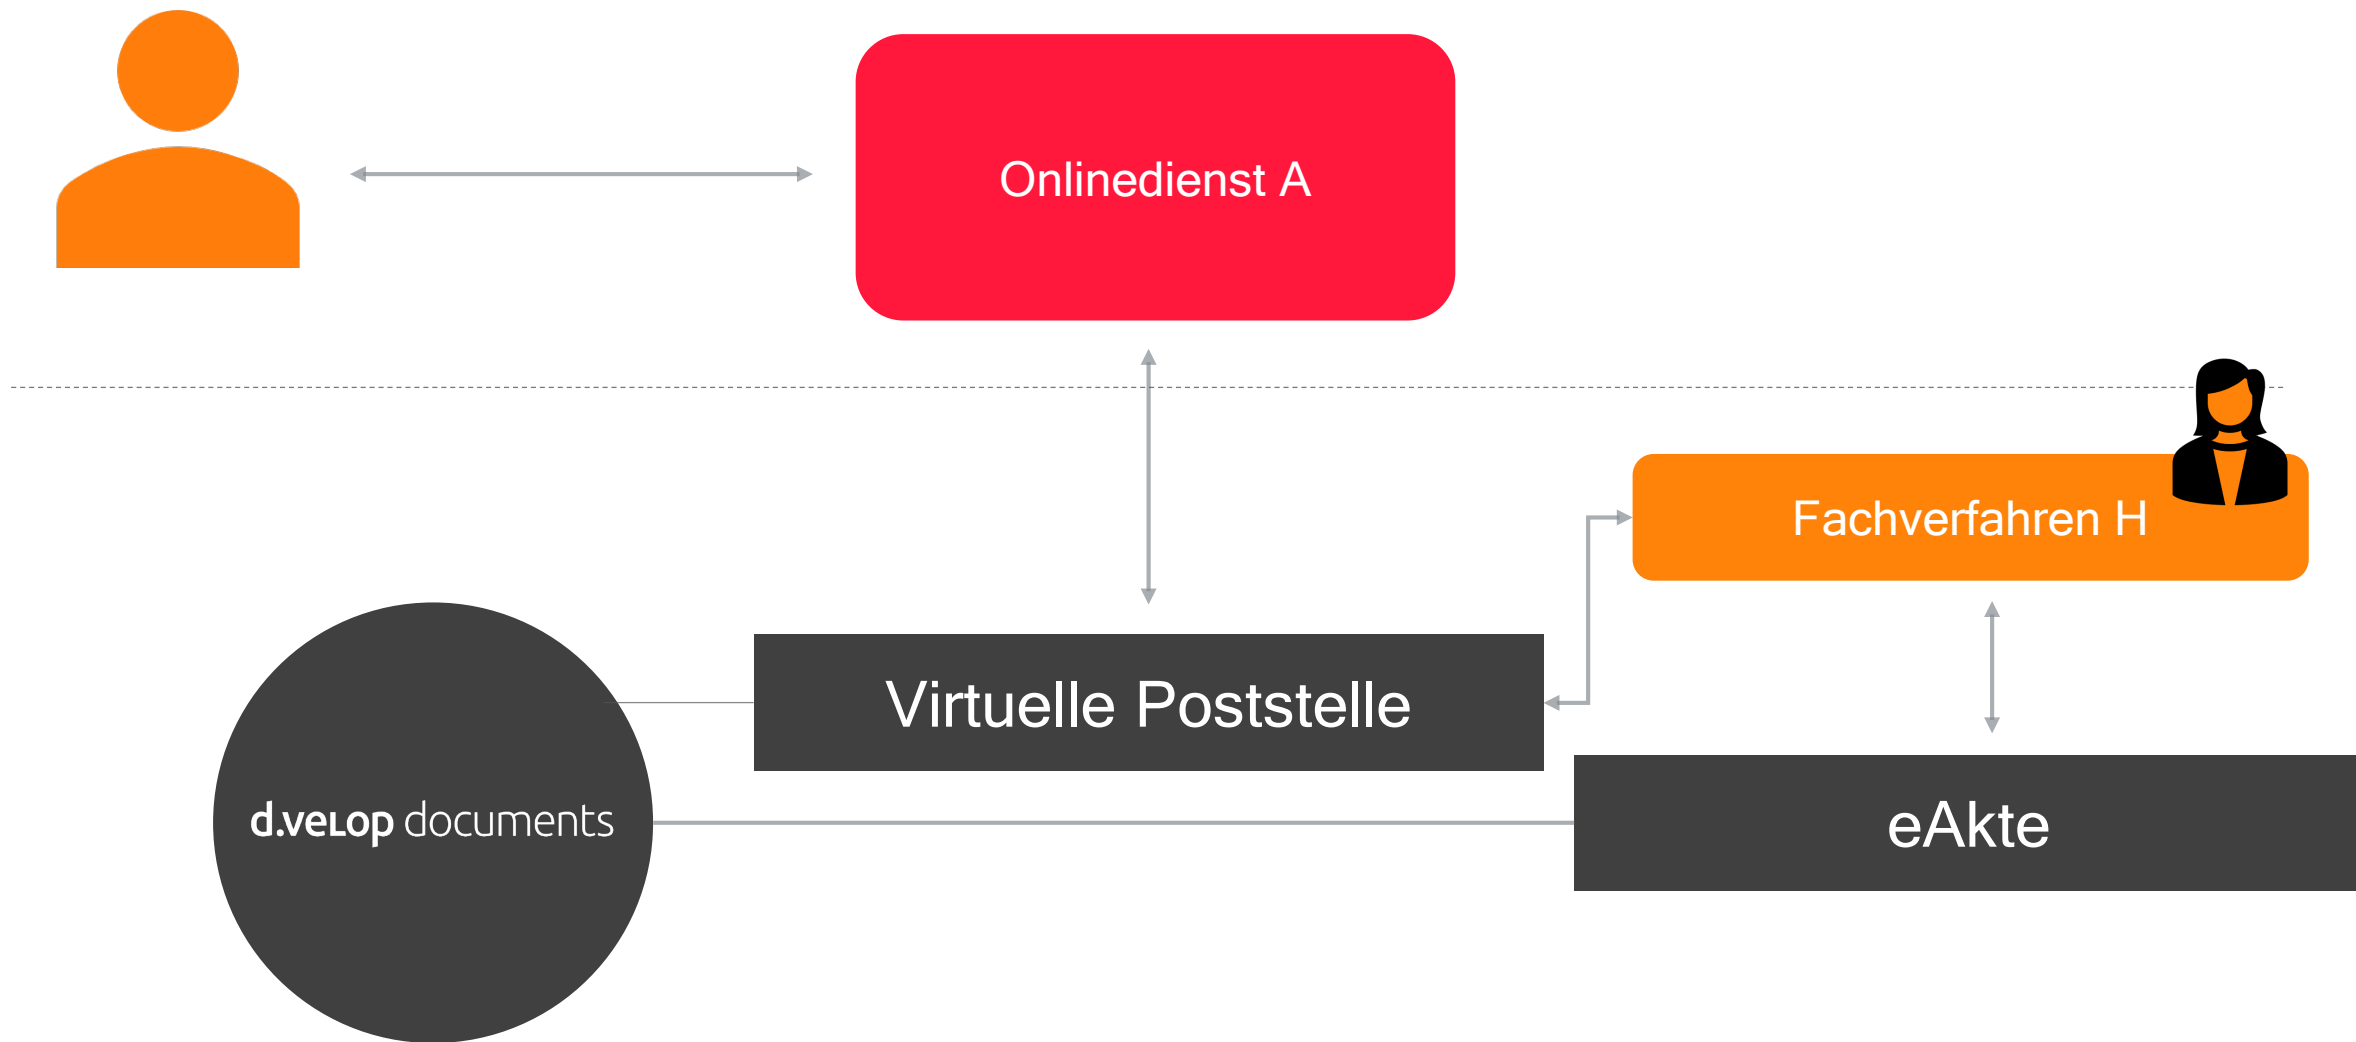 Onlinedienst A
Fachverfahren H
Virtuelle Poststelle
d.velop documents
eAkte